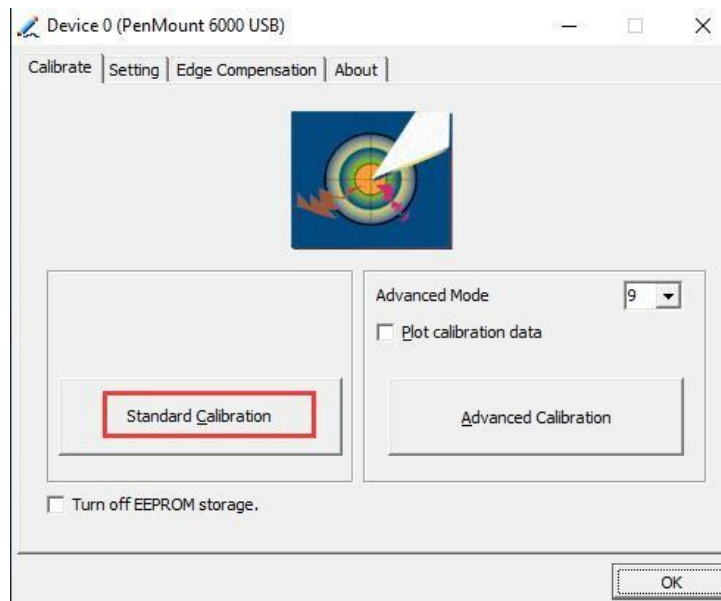 Device 0 (PenMount 6000 USB)
Calibrate Setting Edge Compensation About
Advanced Mode 9
Plot calibration data
Standard Calibration
Advanced Calibration
Turn off EEPROM storage.
OK